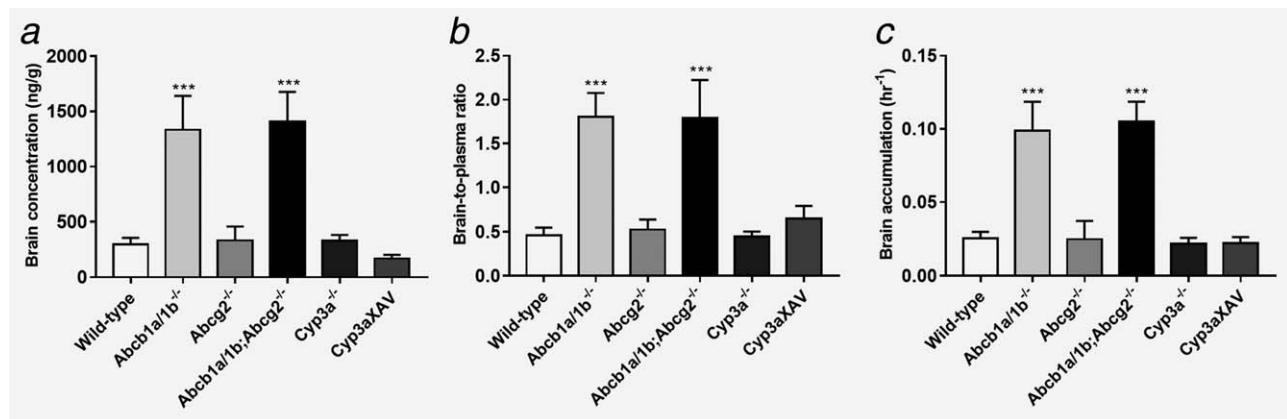 a
Brain concentration (ng/g)
2000
1500
1000
500
0
***
***
Wild-type
Abcb1a/1b-/-
Abcg2-/-
Abcb1a/1b;Abcg2-/-
Cyp3a-/-
Cyp3aXAV
b
Brain-to-plasma ratio
2.5
2.0
1.5
1.0
0.5
0.0
***
***
Wild-type
Abcb1a/1b-/-
Abcg2-/-
Abcb1a/1b;Abcg2-/-
Cyp3a-/-
Cyp3aXAV
c
Brain accumulation (hr-1)
0.15
0.10
0.05
0.00
***
***
Wild-type
Abcb1a/1b-/-
Abcg2-/-
Abcb1a/1b;Abcg2-/-
Cyp3a-/-
Cyp3aXAV